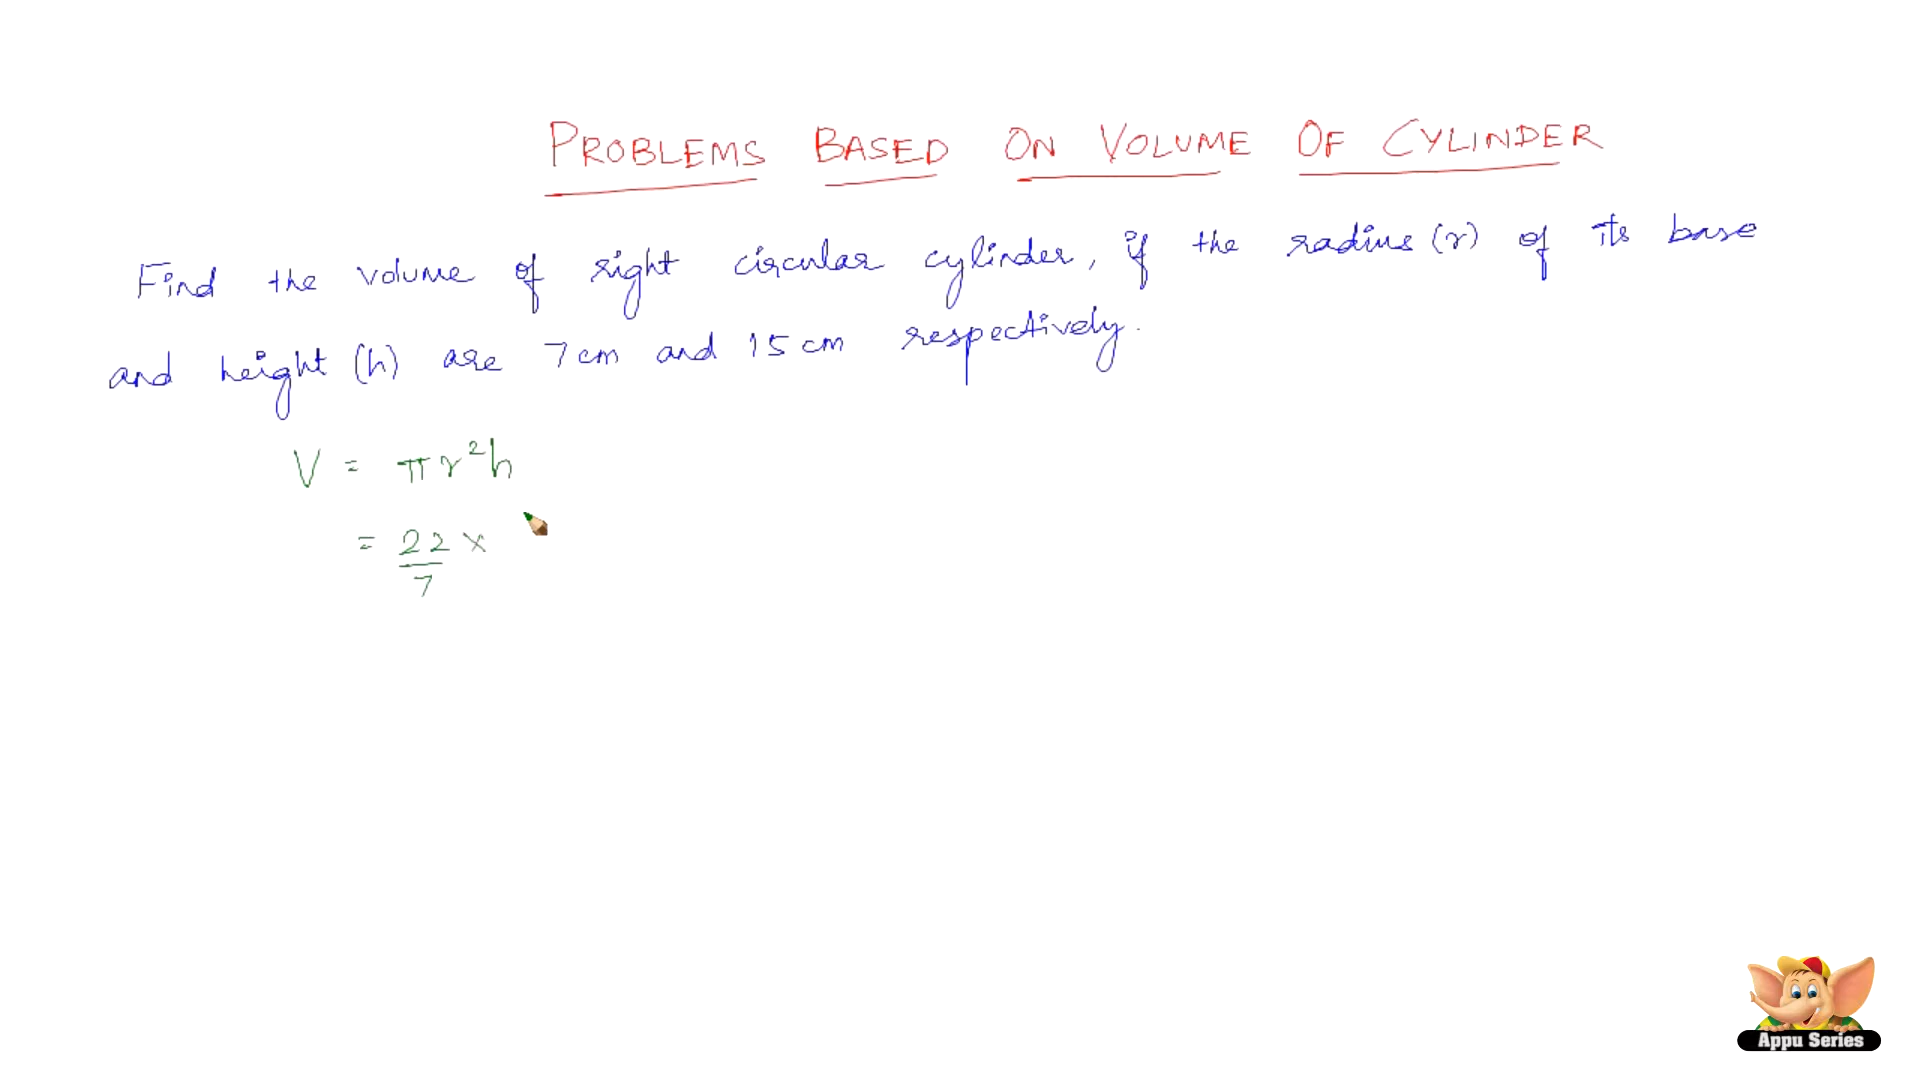 PROBLEMS BASED ON VOLUME OF CYLINDER
Find the volume of right circular cylinder, if the radius (r) of its base
and height (h) are 7 cm and 15 cm respectively.
V = πr²h
= 22/7 ×
Appu Series